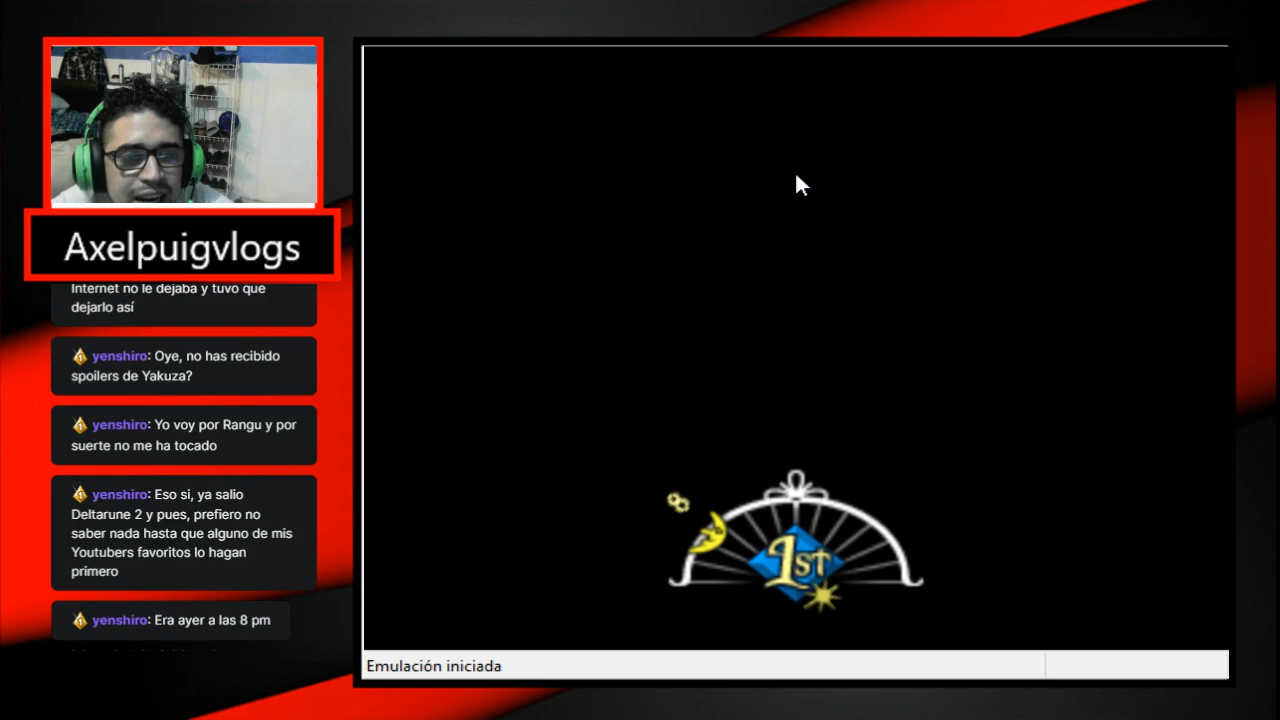 Axelpuigvlogs
Internet no le dejaba y tuvo que
dejarlo así
yenshiro: Oye, no has recibido
spoilers de Yakuza?
yenshiro: Yo voy por Rangu y por
suerte no me ha tocado
yenshiro: Eso si, ya salio
Deltarune 2 y pues, prefiero no
saber nada hasta que alguno de mis
Youtubers favoritos lo hagan
primero
yenshiro: Era ayer a las 8 pm
1st
Emulación iniciada